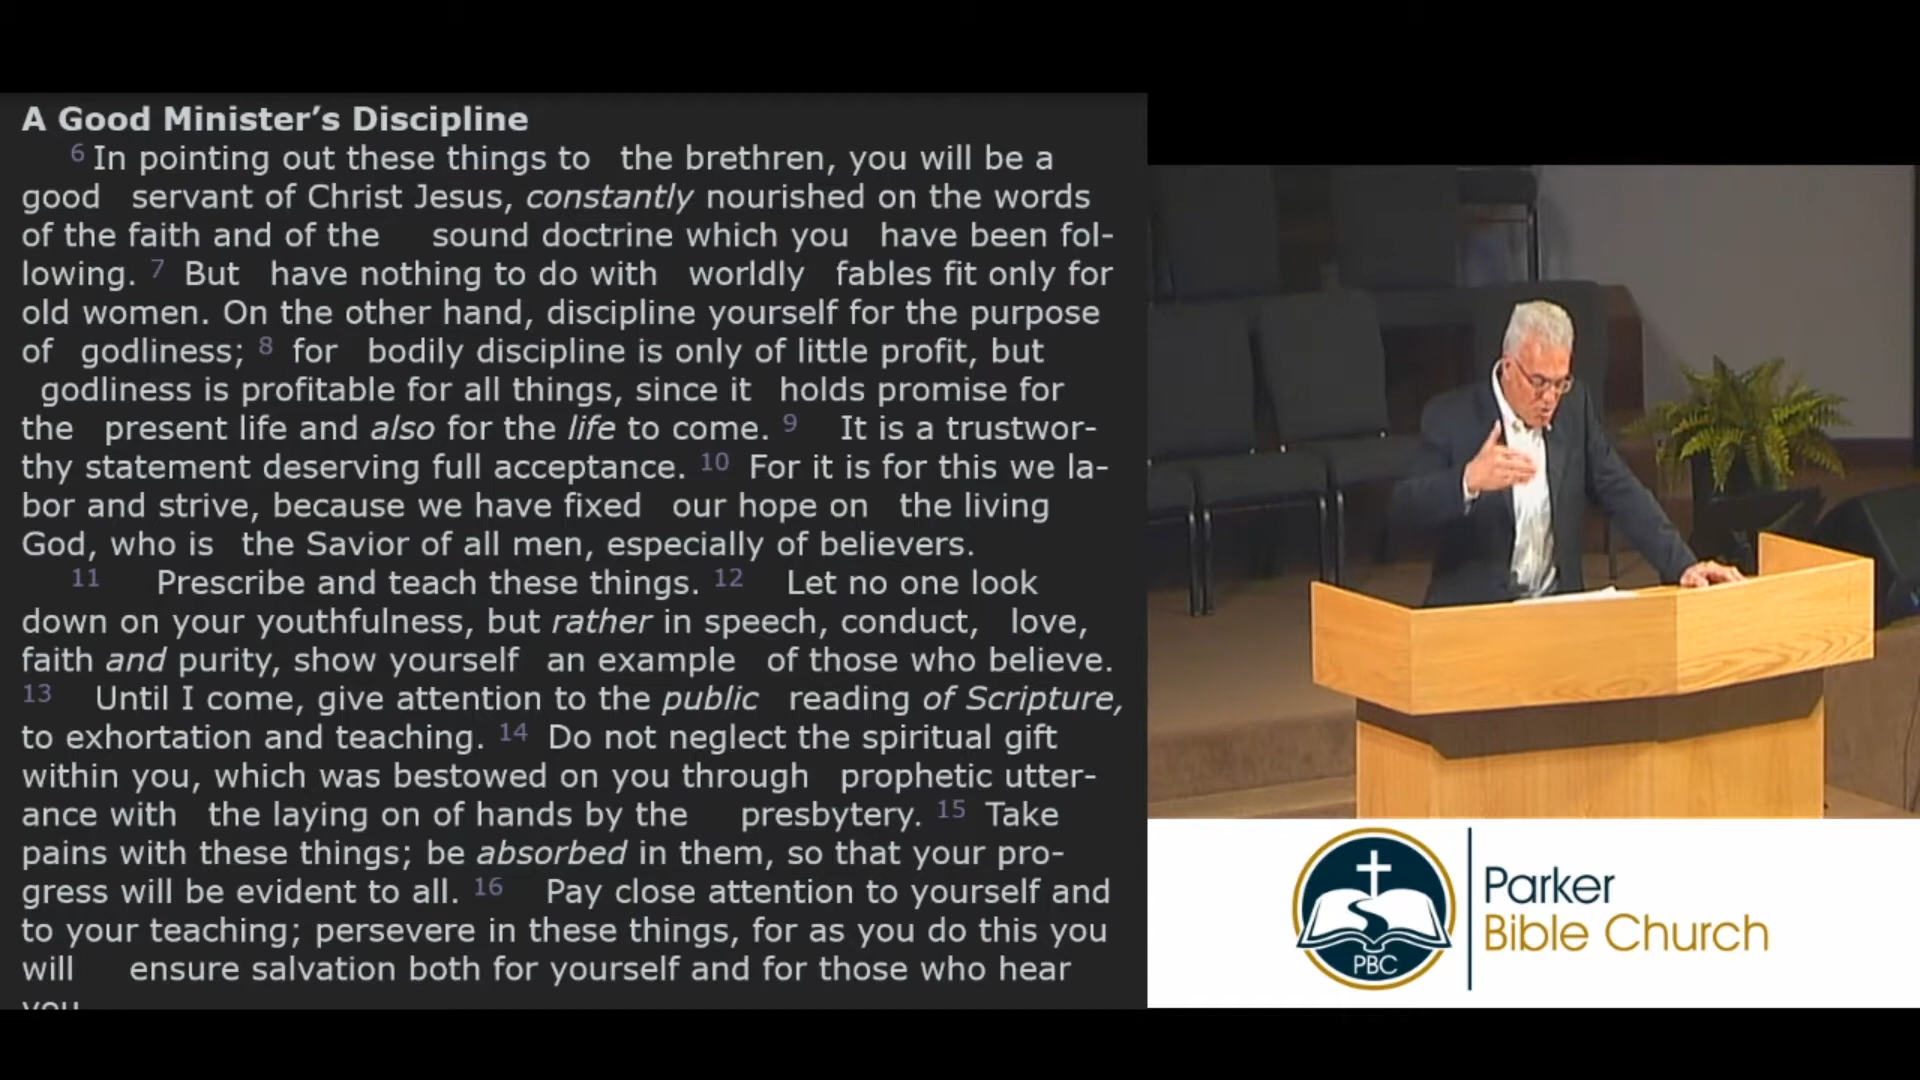 A Good Minister’s Discipline
6 In pointing out these things to the brethren, you will be a
good servant of Christ Jesus, constantly nourished on the words
of the faith and of the sound doctrine which you have been fol-
lowing. 7 But have nothing to do with worldly fables fit only for
old women. On the other hand, discipline yourself for the purpose
of godliness; 8 for bodily discipline is only of little profit, but
godliness is profitable for all things, since it holds promise for
the present life and also for the life to come. 9 It is a trustwor-
thy statement deserving full acceptance. 10 For it is for this we la-
bor and strive, because we have fixed our hope on the living
God, who is the Savior of all men, especially of believers.
11 Prescribe and teach these things. 12 Let no one look
down on your youthfulness, but rather in speech, conduct, love,
faith and purity, show yourself an example of those who believe.
13 Until I come, give attention to the public reading of Scripture,
to exhortation and teaching. 14 Do not neglect the spiritual gift
within you, which was bestowed on you through prophetic utter-
ance with the laying on of hands by the presbytery. 15 Take
pains with these things; be absorbed in them, so that your pro-
gress will be evident to all. 16 Pay close attention to yourself and
to your teaching; persevere in these things, for as you do this you
will ensure salvation both for yourself and for those who hear
you
PBC
Parker
Bible Church